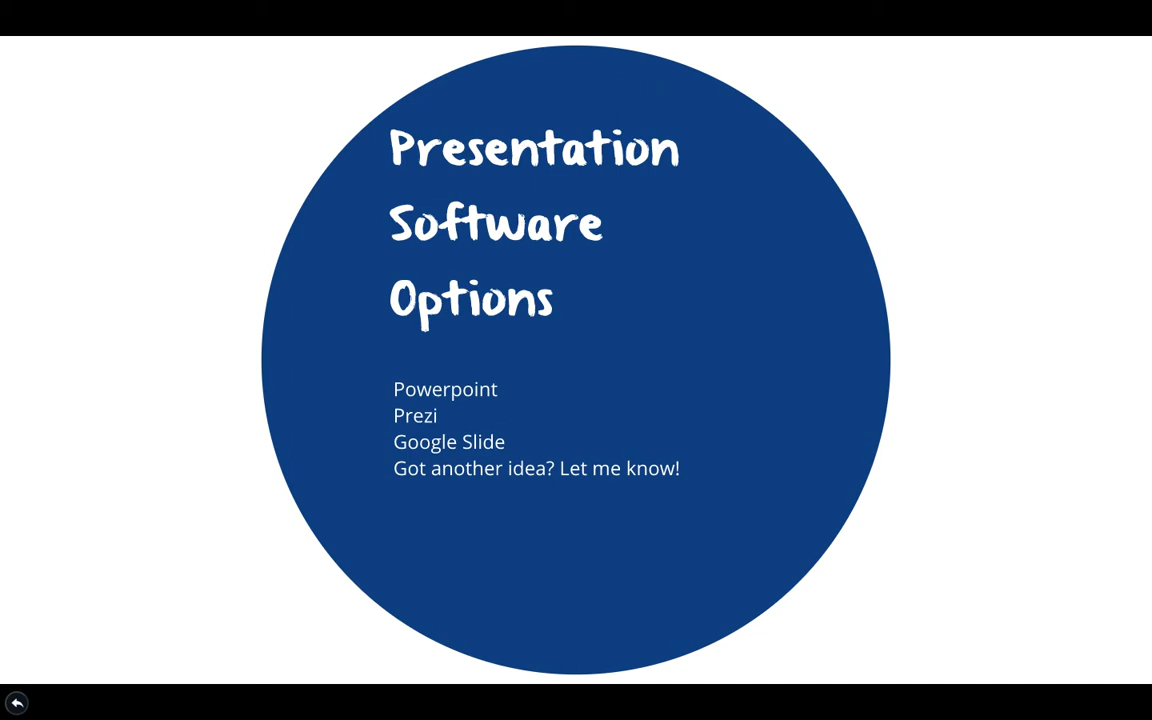 Presentation
Software
Options
Powerpoint
Prezi
Google Slide
Got another idea? Let me know!